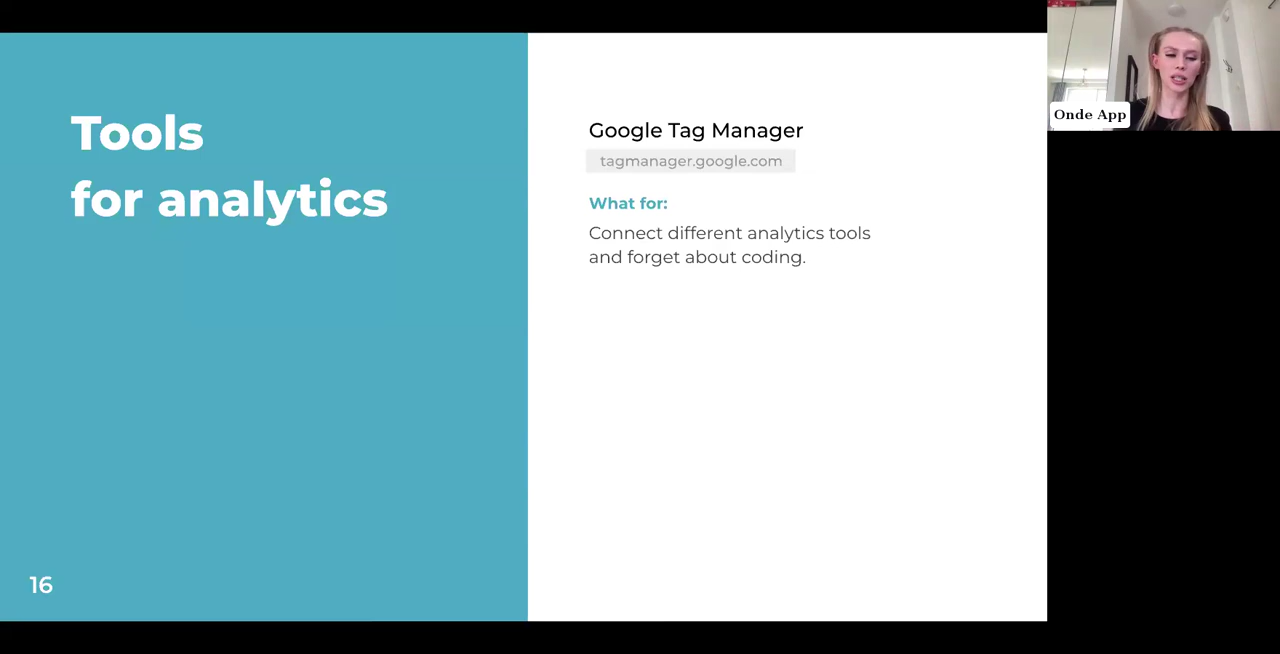 Tools
for analytics
Google Tag Manager
tagmanager.google.com
What for:
Connect different analytics tools
and forget about coding.
16
Onde App